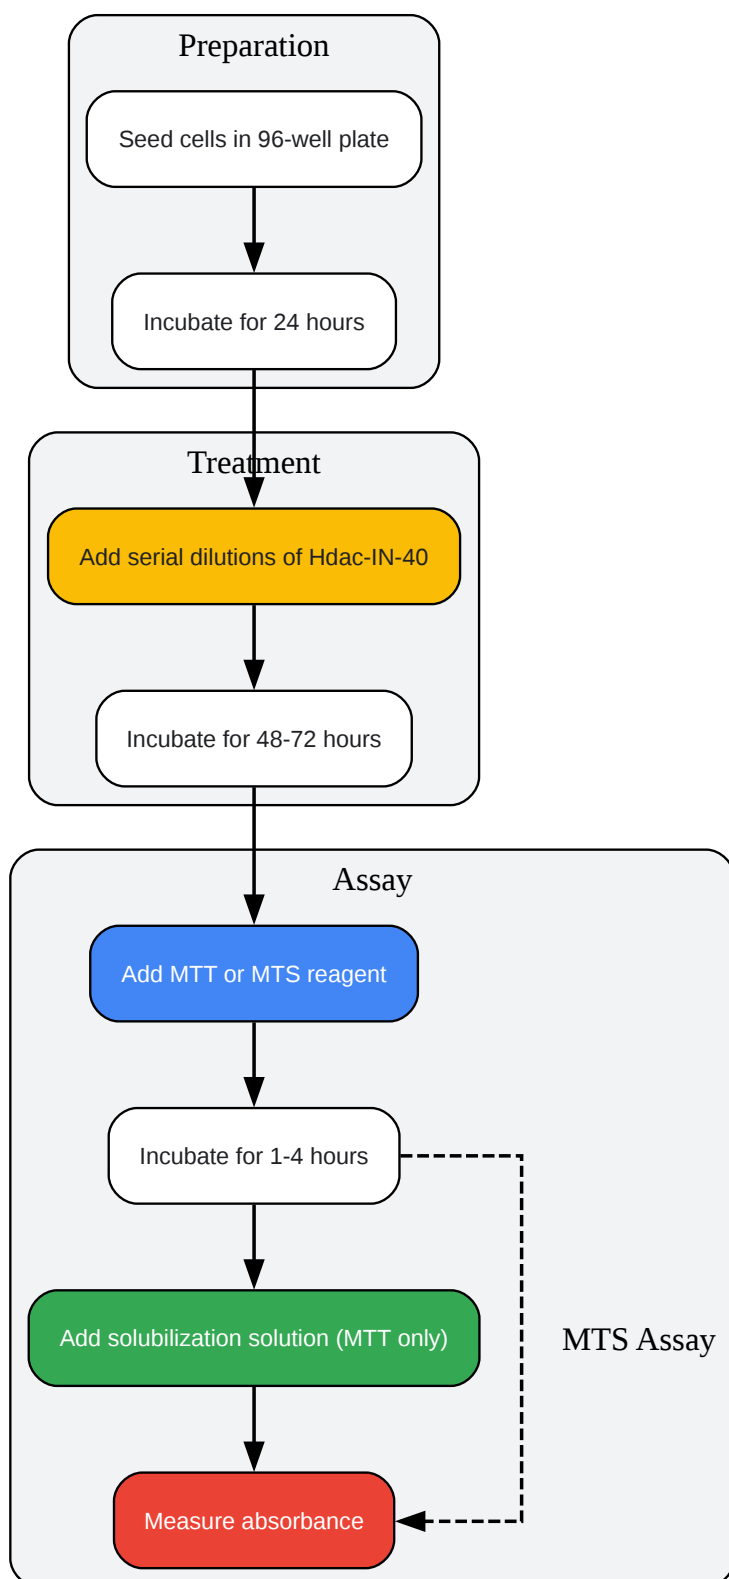 Preparation
Seed cells in 96-well plate
Incubate for 24 hours
Treatment
Add serial dilutions of Hdac-IN-40
Incubate for 48-72 hours
Assay
Add MTT or MTS reagent
Incubate for 1-4 hours
Add solubilization solution (MTT only)
MTS Assay
Measure absorbance